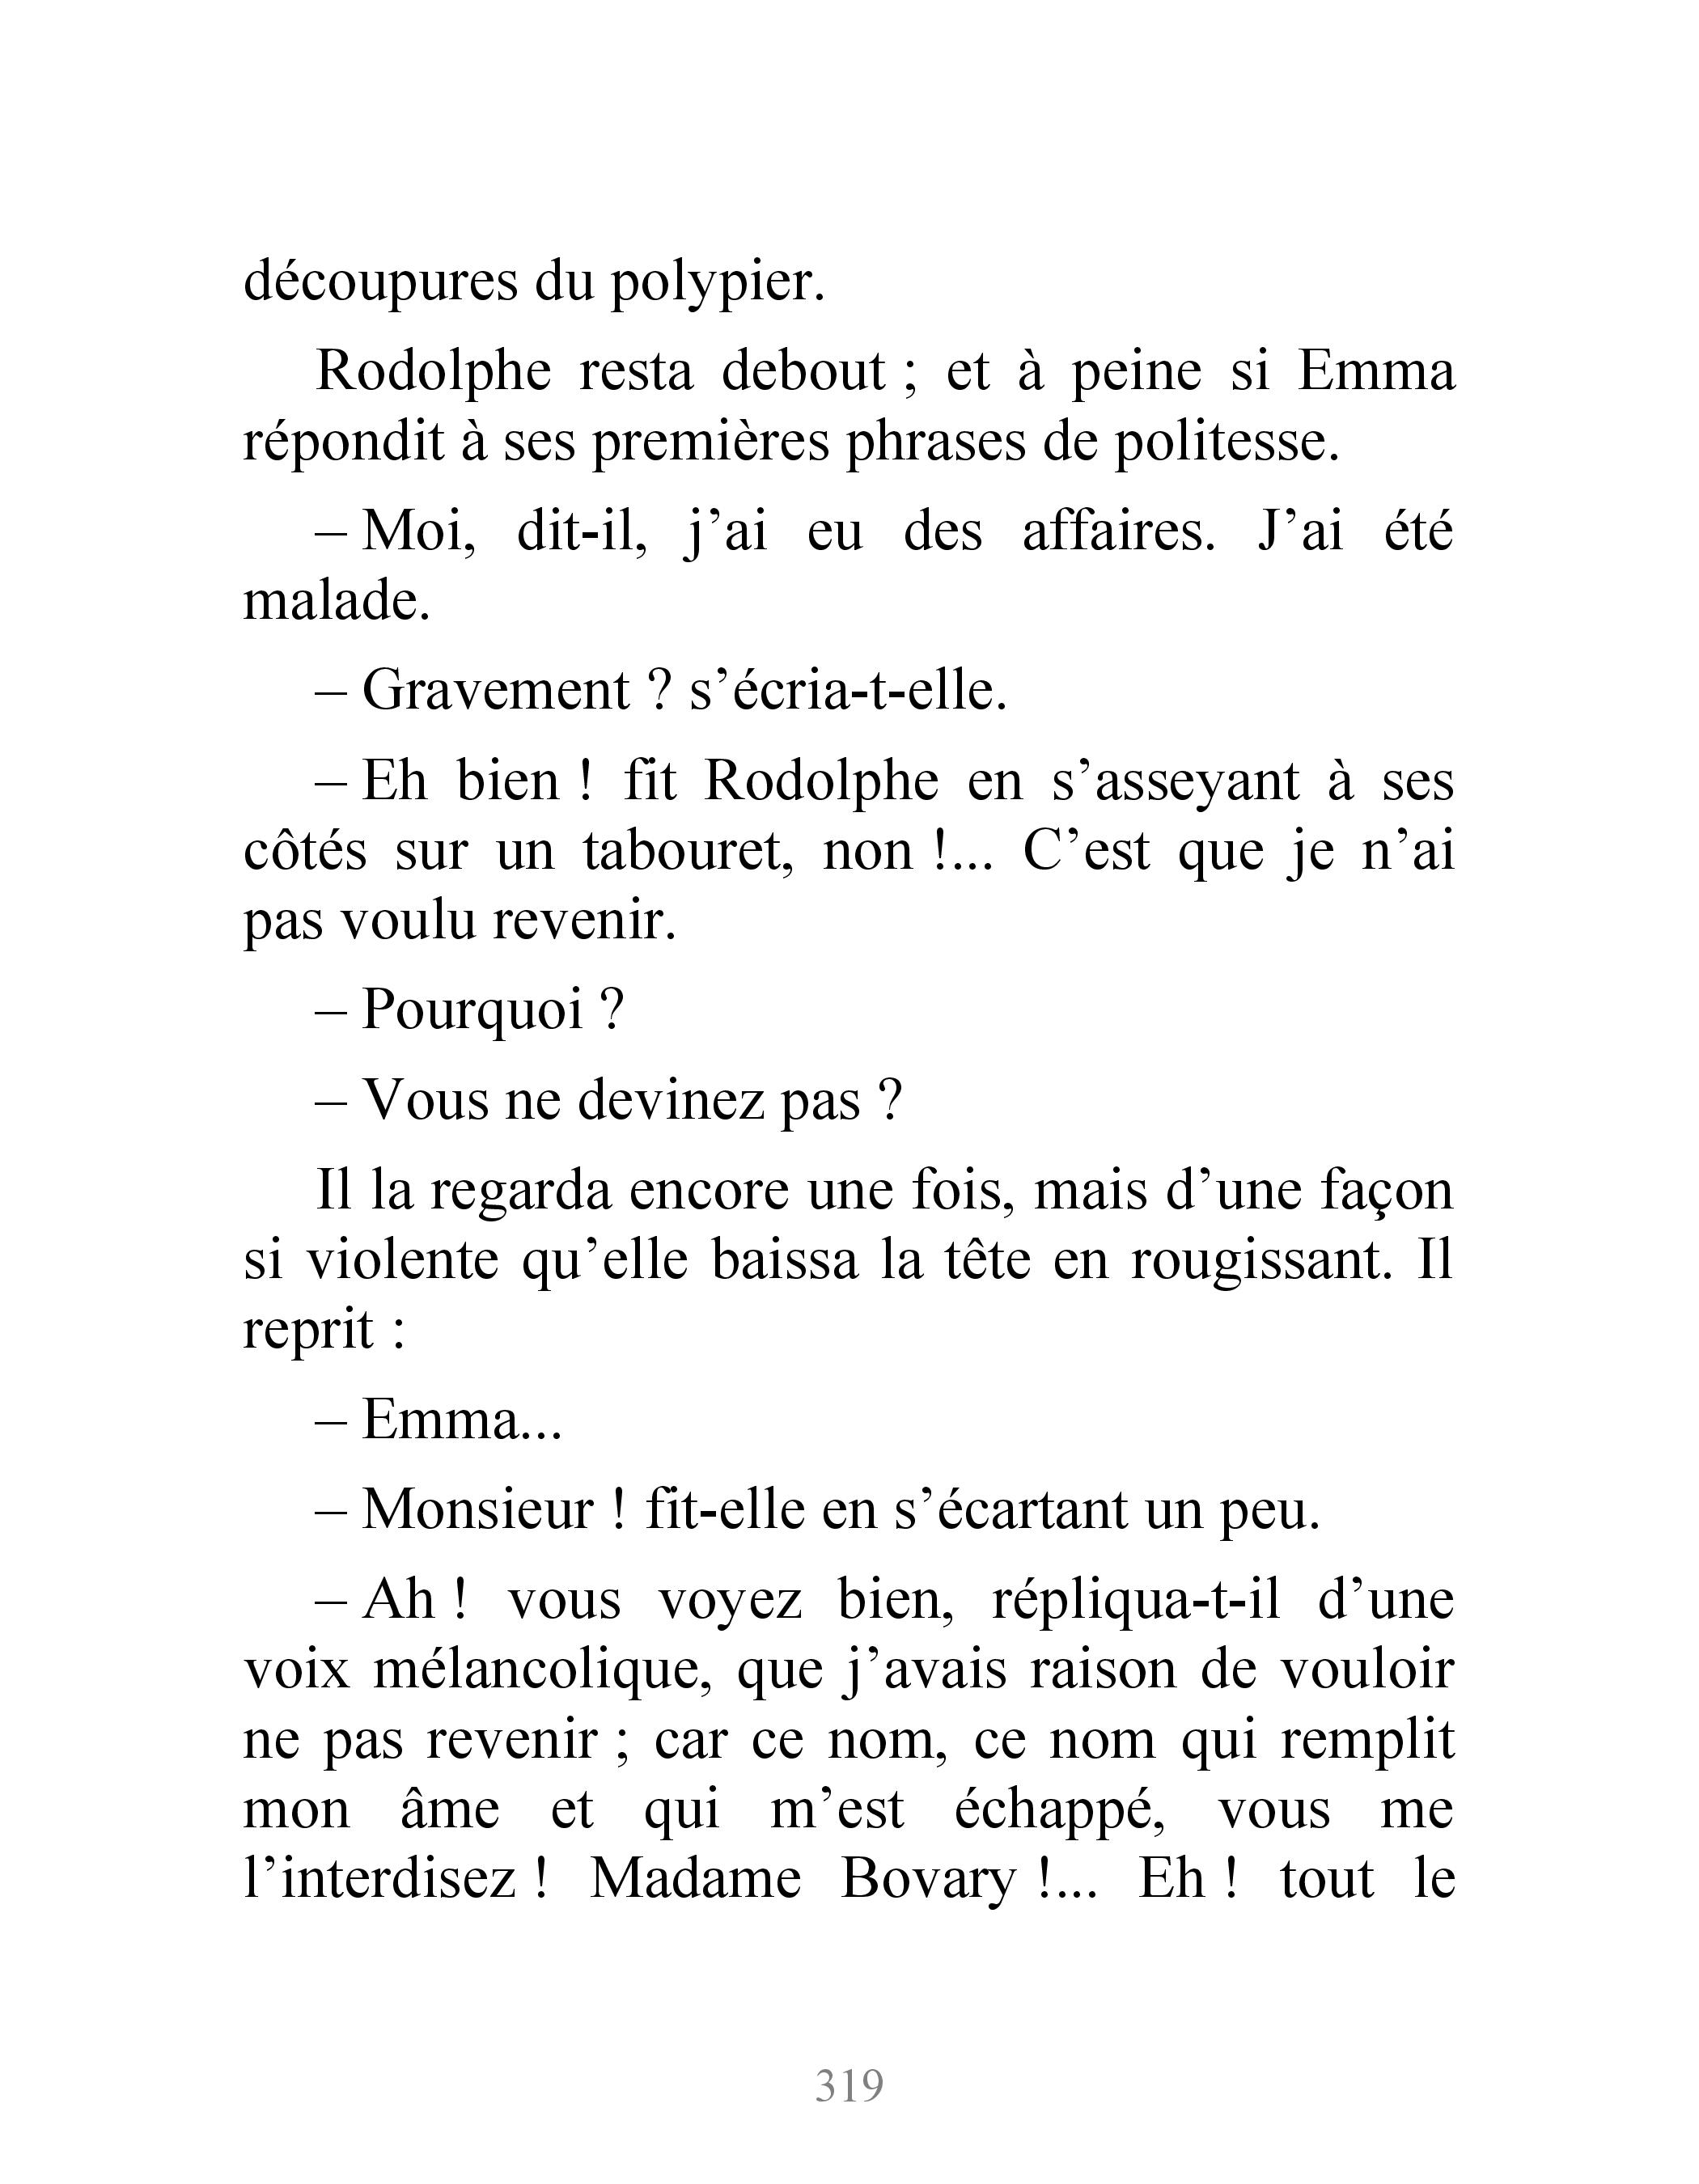 découpures du polypier.
Rodolphe resta debout ; et à peine si Emma
répondit à ses premières phrases de politesse.
– Moi, dit-il, j’ai eu des affaires. J’ai été
malade.
– Gravement ? s’écria-t-elle.
– Eh bien ! fit Rodolphe en s’asseyant à ses
côtés sur un tabouret, non !... C’est que je n’ai
pas voulu revenir.
– Pourquoi ?
– Vous ne devinez pas ?
Il la regarda encore une fois, mais d’une façon
si violente qu’elle baissa la tête en rougissant. Il
reprit :
– Emma...
– Monsieur ! fit-elle en s’écartant un peu.
– Ah ! vous voyez bien, répliqua-t-il d’une
voix mélancolique, que j’avais raison de vouloir
ne pas revenir ; car ce nom, ce nom qui remplit
mon âme et qui m’est échappé, vous me
l’interdisez ! Madame Bovary !... Eh ! tout le
319